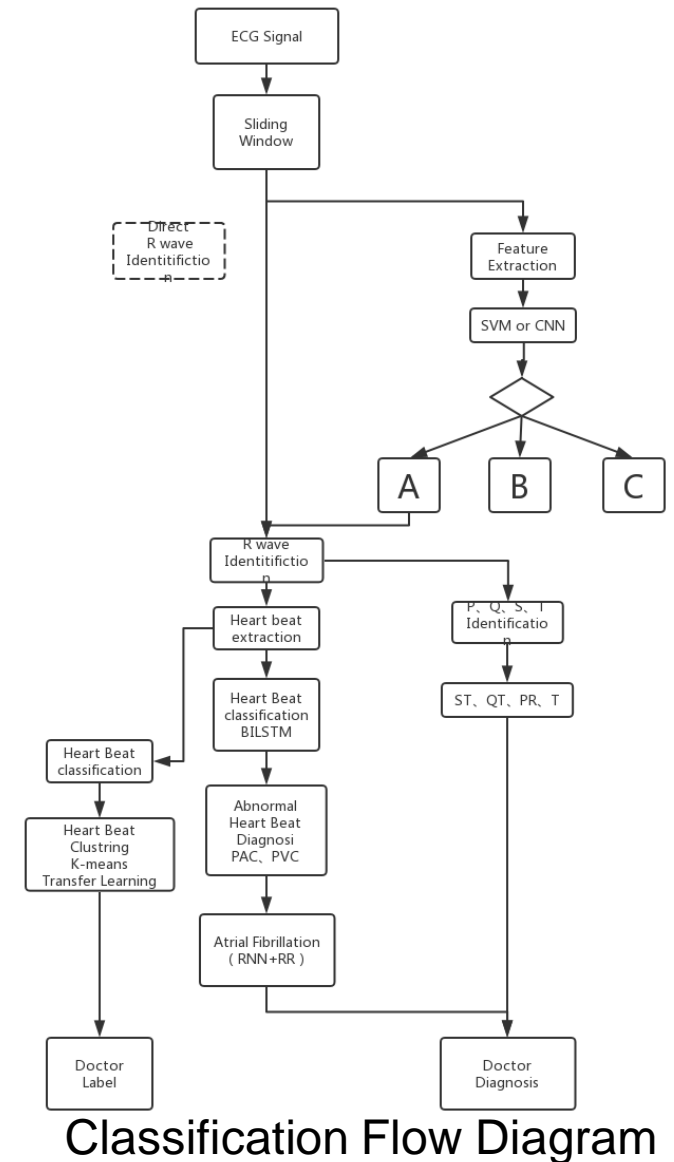 ECG Signal
Sliding
Window
Direct
R wave
Identitifictio
n
Feature
Extraction
SVM or CNN
A
B
C
R wave
Identitifictio
n
P、Q、S、T
Identificatio
n
Heart beat
extraction
Heart Beat
classification
BILSTM
ST、QT、PR、T
Heart Beat
classification
Abnormal
Heart Beat
Diagnosi
PAC、PVC
Heart Beat
Clustring
K-means
Transfer Learning
Atrial Fibrillation
( RNN+RR )
Doctor
Label
Doctor
Diagnosis
Classification Flow Diagram